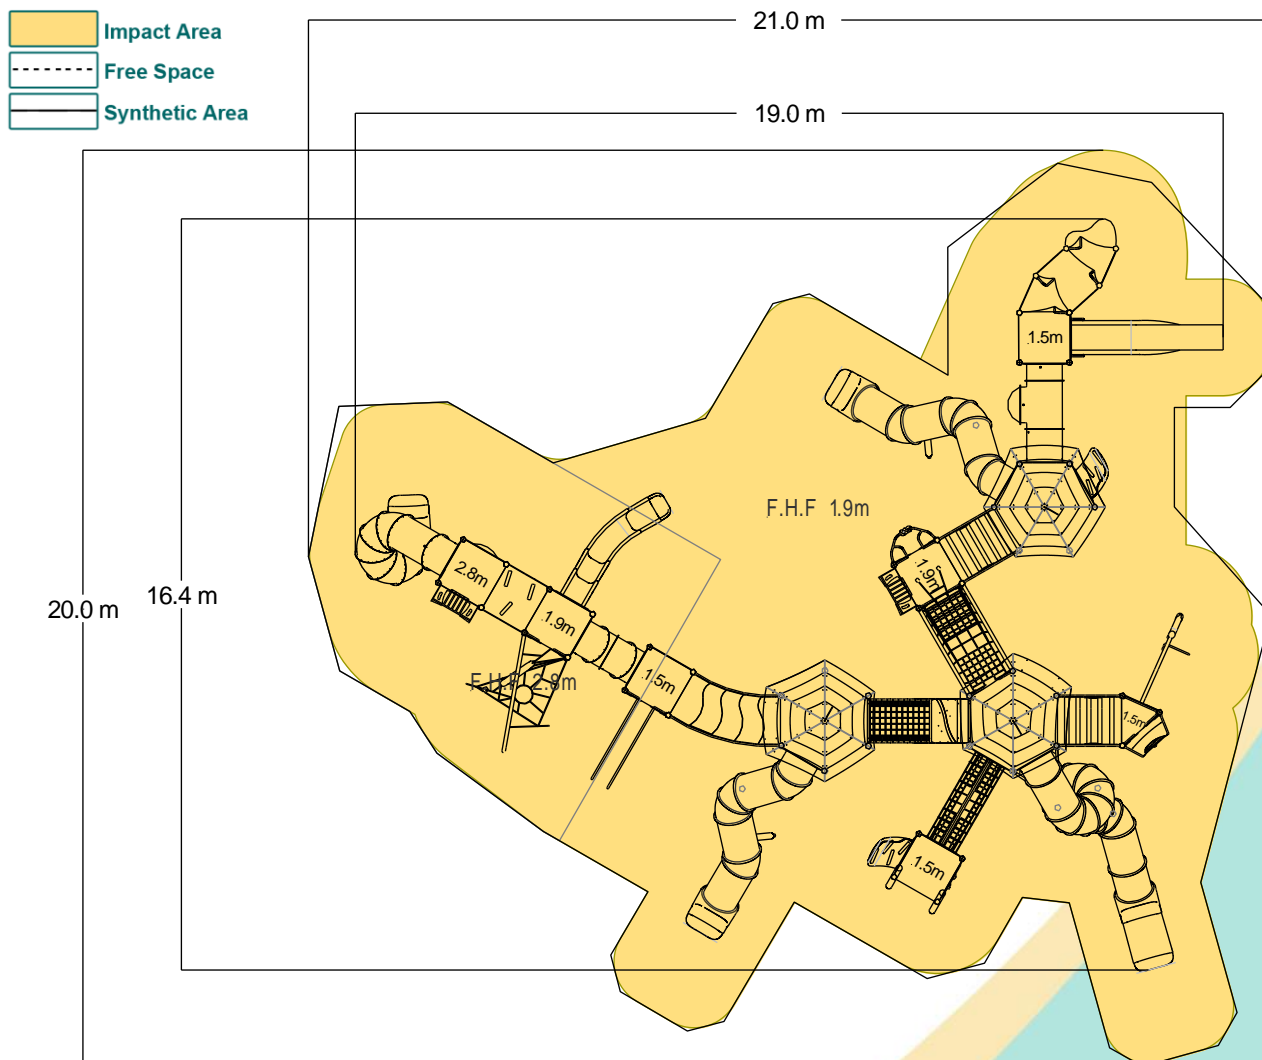 Impact Area
Free Space
Synthetic Area
21.0 m
19.0 m
20.0 m
16.4 m
1.5m
F.H.F 1.9m
1.9m
2.8m
1.9m
1.5m
F.H.F 2.8m
1.5m
1.5m